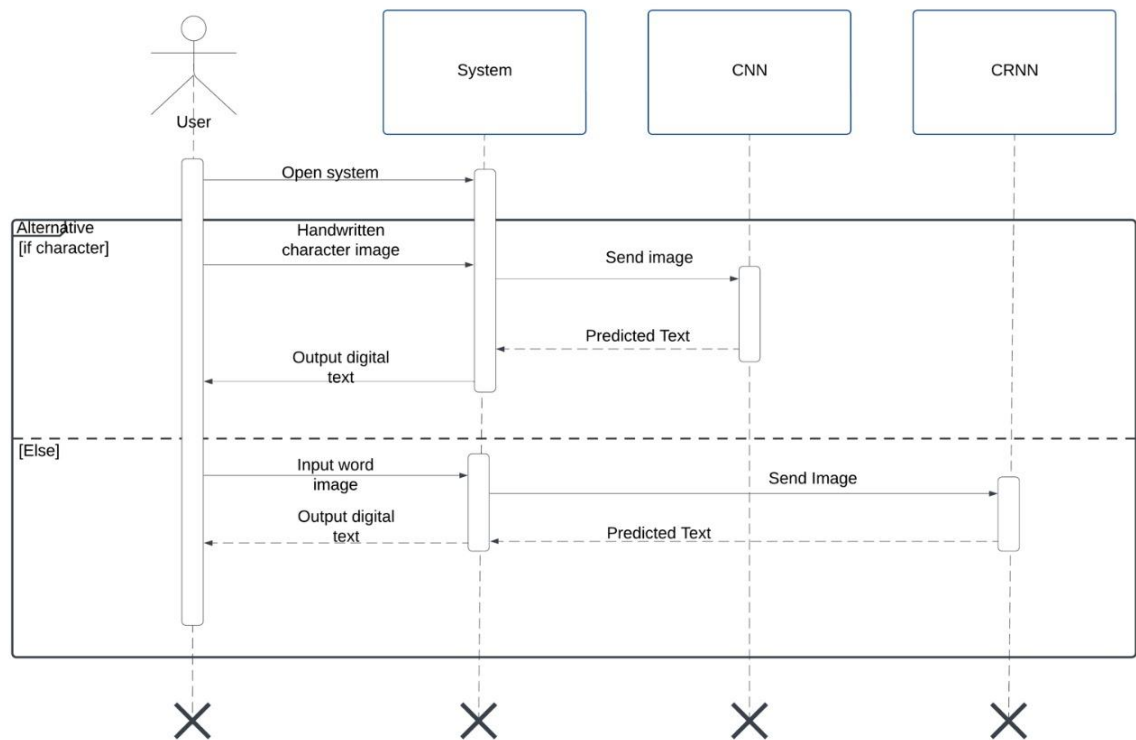 System
CNN
CRNN
User
Open system
Alternative
[if character]
Handwritten
character image
Send image
Predicted Text
Output digital
text
[Else]
Input word
image
Send Image
Output digital
text
Predicted Text